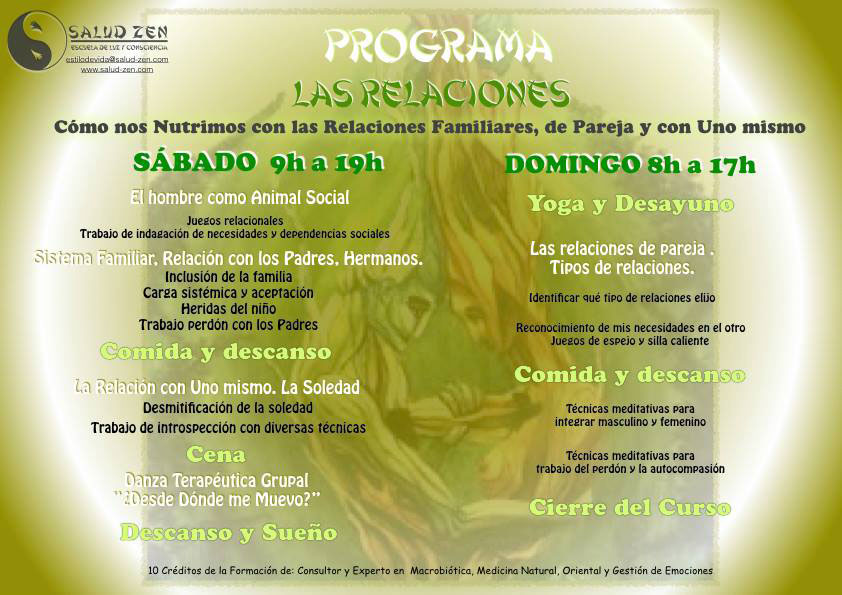 SALUD ZEN
ESCUELA DE LUZ Y CONSCIENCIA
estilodevida@salud-zen.com
www.salud-zen.com
PROGRAMA
LAS RELACIONES
Cómo nos Nutrimos con las Relaciones Familiares, de Pareja y con Uno mismo
SÁBADO 9h a 19h
El hombre como Animal Social
Juegos relacionales
Trabajo de indagación de necesidades y dependencias sociales
Sistema Familiar, Relación con los Padres, Hermanos.
Inclusión de la familia
Carga sistémica y aceptación
Heridas del niño
Trabajo perdón con los Padres
Comida y descanso
La Relación con Uno mismo. La Soledad
Desmitificación de la soledad
Trabajo de introspección con diversas técnicas
Cena
Danza Terapéutica Grupal
"¿Desde Dónde me Muevo?"
Descanso y Sueño
DOMINGO 8h a 17h
Yoga y Desayuno
Las relaciones de pareja .
Tipos de relaciones.
Identificar qué tipo de relaciones elijo
Reconocimiento de mis necesidades en el otro
Juegos de espejo y silla caliente
Comida y descanso
Técnicas meditativas para
integrar masculino y femenino
Técnicas meditativas para
trabajo del perdón y la autocompasión
Cierre del Curso
10 Créditos de la Formación de: Consultor y Experto en Macrobiótica, Medicina Natural, Oriental y Gestión de Emociones